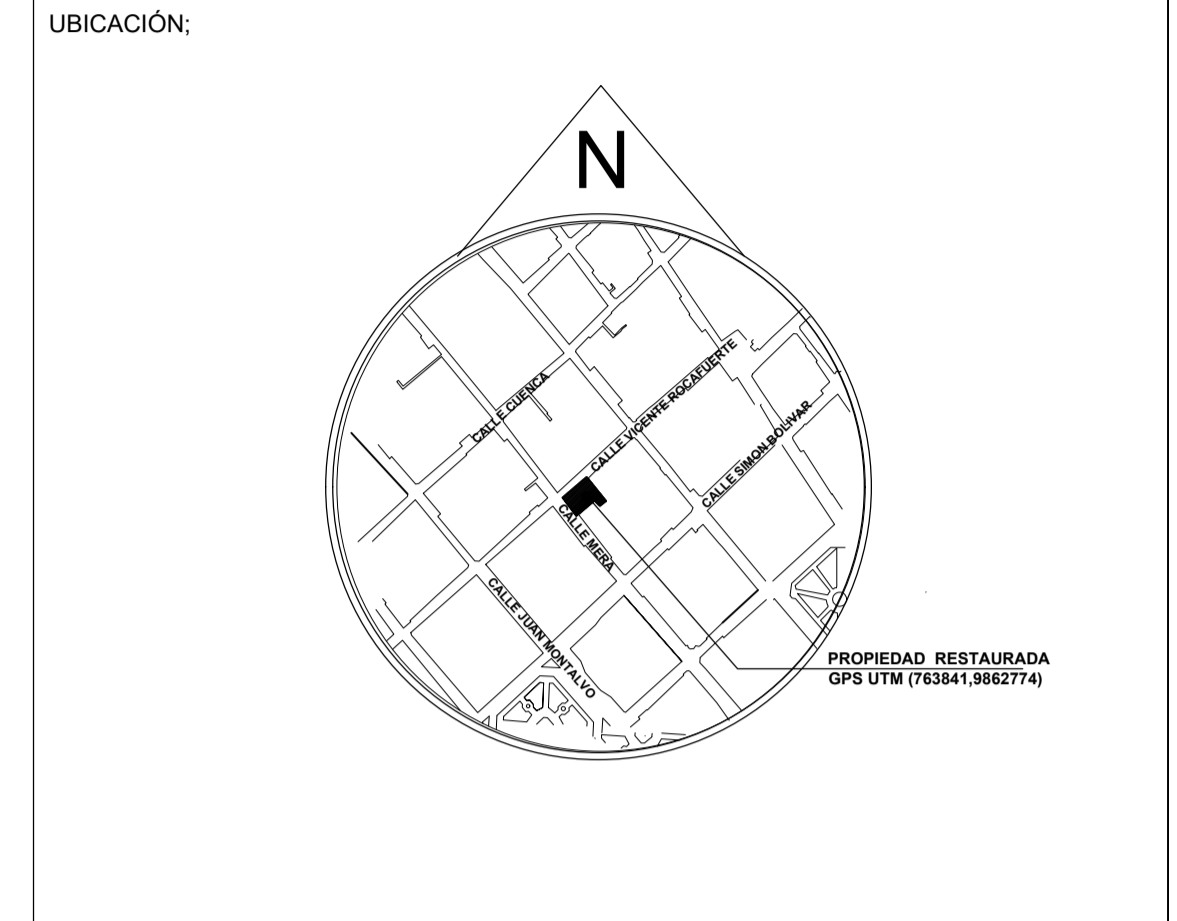 UBICACIÓN;
N
CALLE CUENCA
CALLE VICENTE ROCAFUERTE
CALLE SIMON BOLIVAR
CALLE MERA
CALLE JUAN MONTALVO
PROPIEDAD RESTAURADA
GPS UTM (763841,9862774)